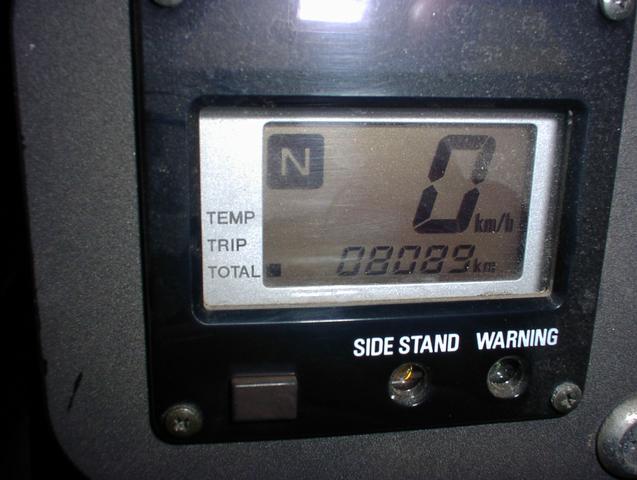 N
0 km/h
TEMP
TRIP
TOTAL 08089 km
SIDE STAND WARNING